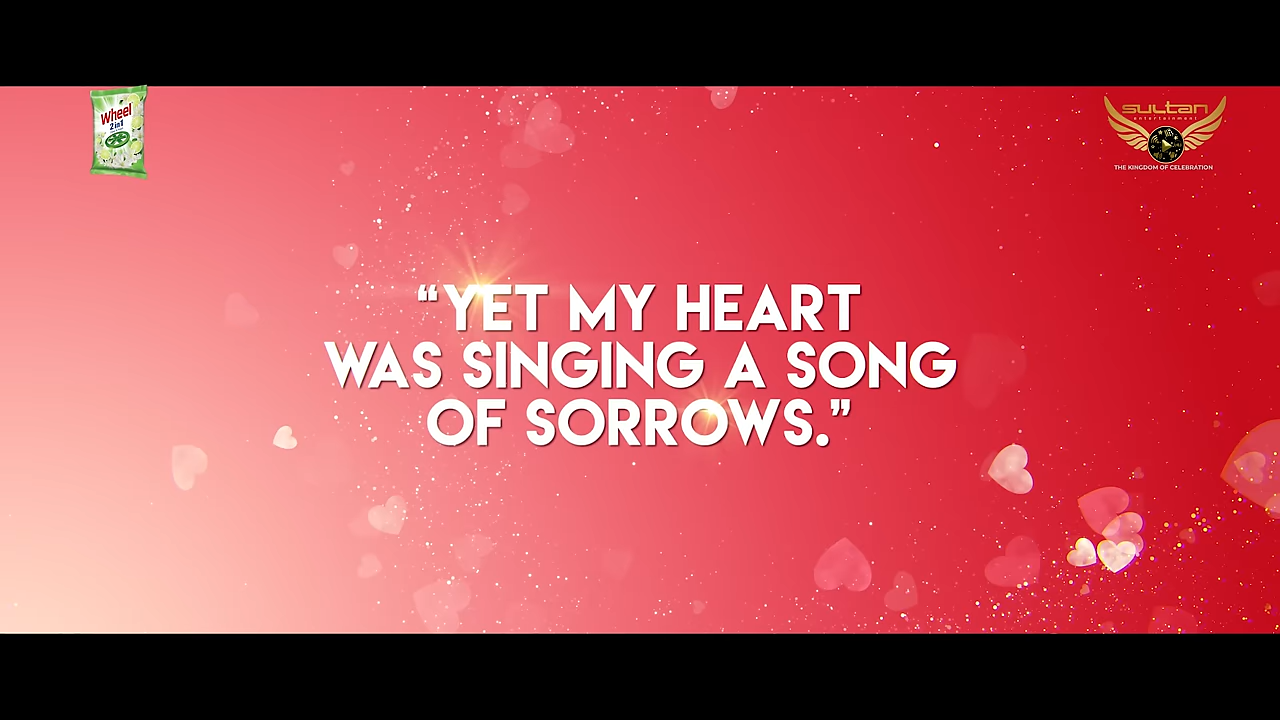 Wheel
2in1
sultan
entertainment
THE KINGDOM OF CELEBRATION
“YET MY HEART
WAS SINGING A SONG
OF SORROWS.”